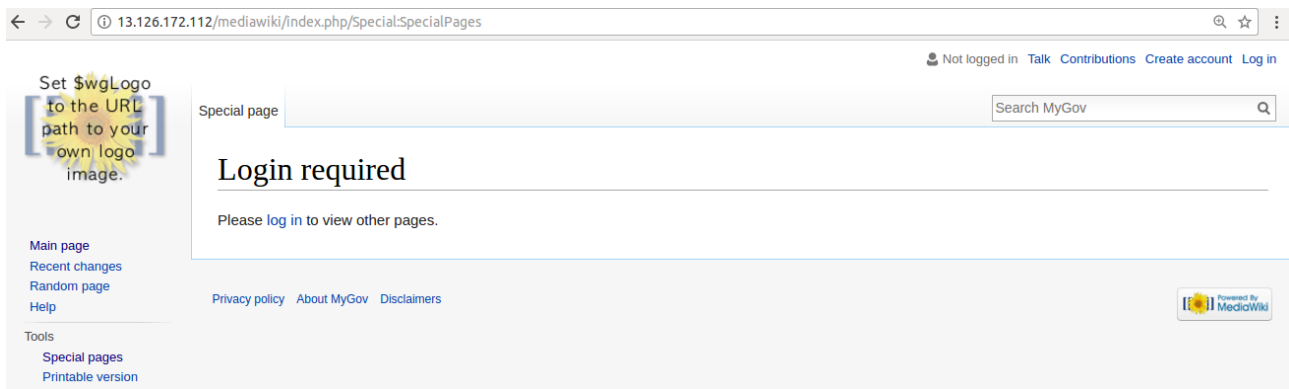 13.126.172.112/mediawiki/index.php/Special:SpecialPages
Not logged in Talk Contributions Create account Log in
Set $wgLogo
to the URL
path to your
own logo
image.
Special page
Search MyGov
Login required
Please log in to view other pages.
Main page
Recent changes
Random page
Help
Tools
Special pages
Printable version
Privacy policy About MyGov Disclaimers
Powered By
MediaWiki